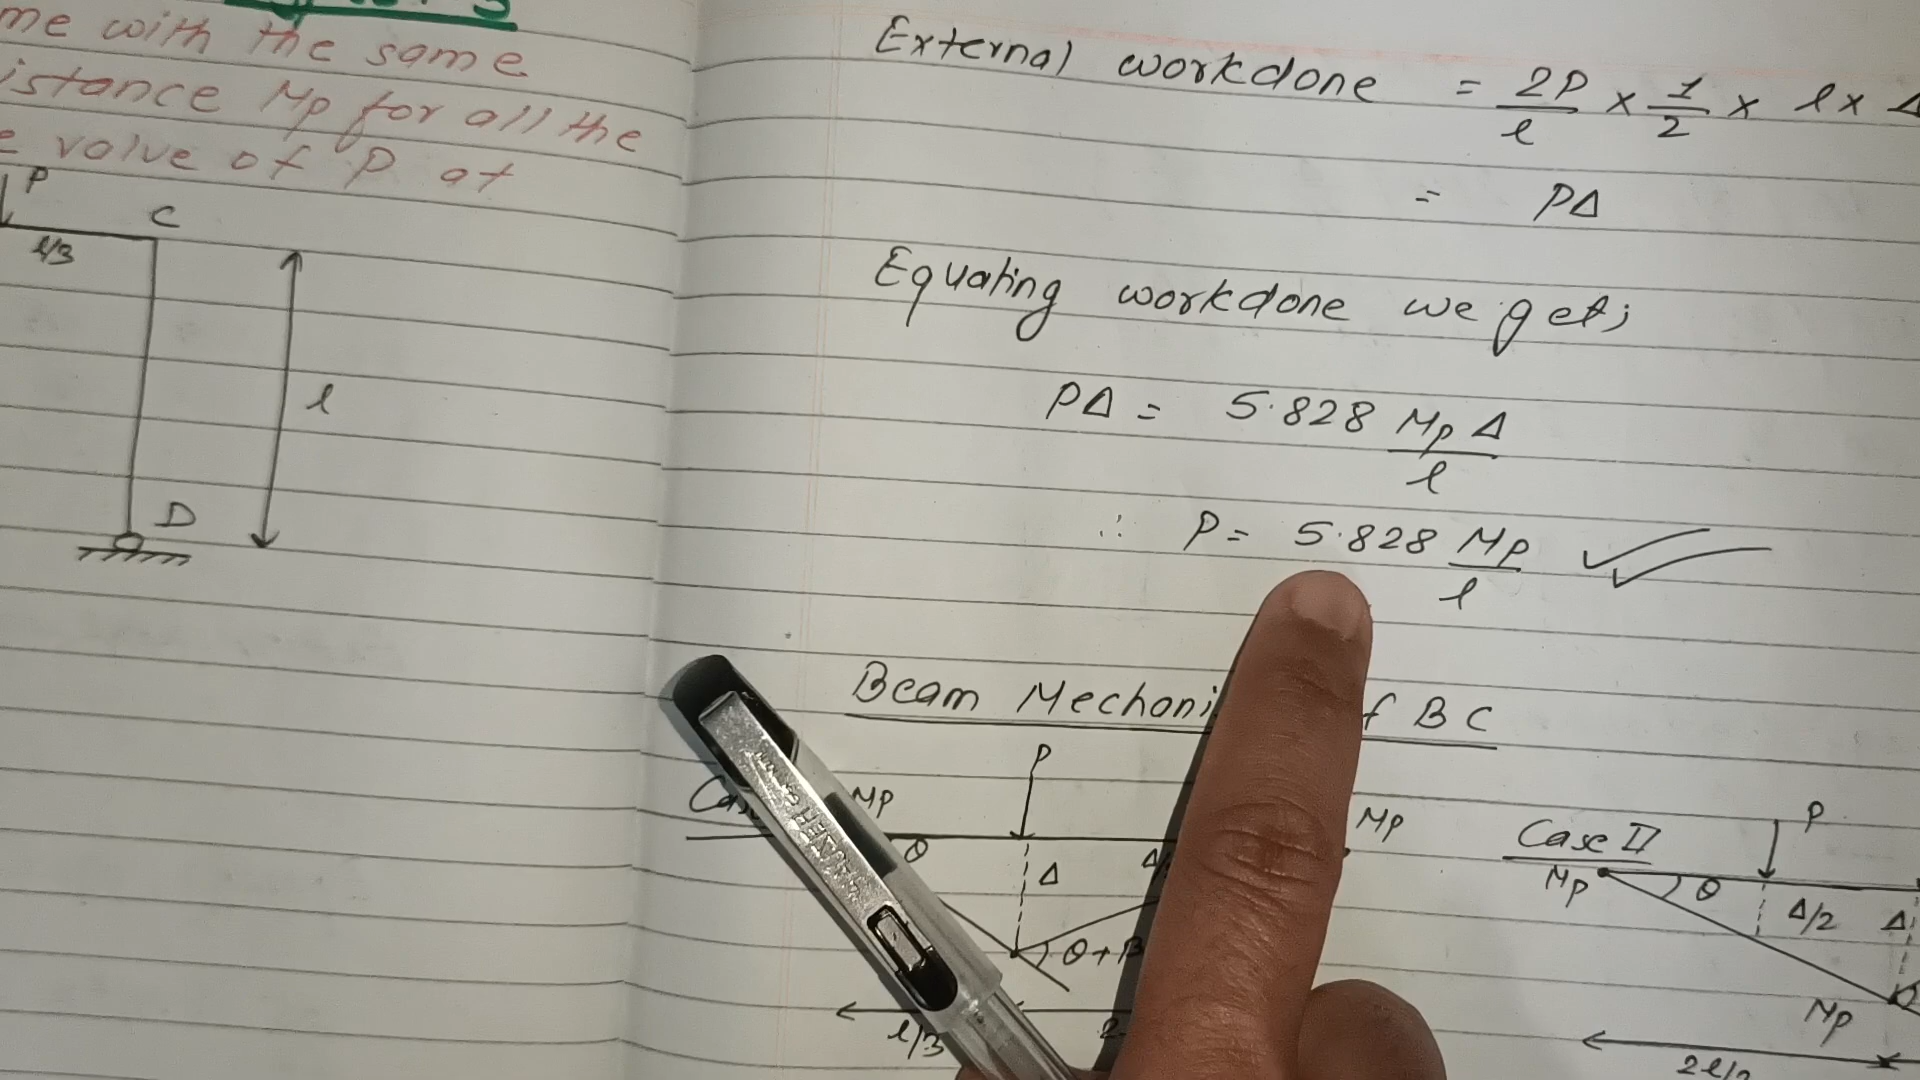 me with the same
istance Mp for all the
e value of P at
P
C
l/3
l
D
External workdone = 2P/l × 1/2 × l × Δ
= PΔ
Equating workdone we get;
PΔ = 5.828 MpΔ/l
∴ P = 5.828 Mp/l
Beam Mechani f BC
P
Mp
Mp
θ
Δ
θ+β
l/3
Case II
P
Mp
θ
Δ/2
Δ
Mp